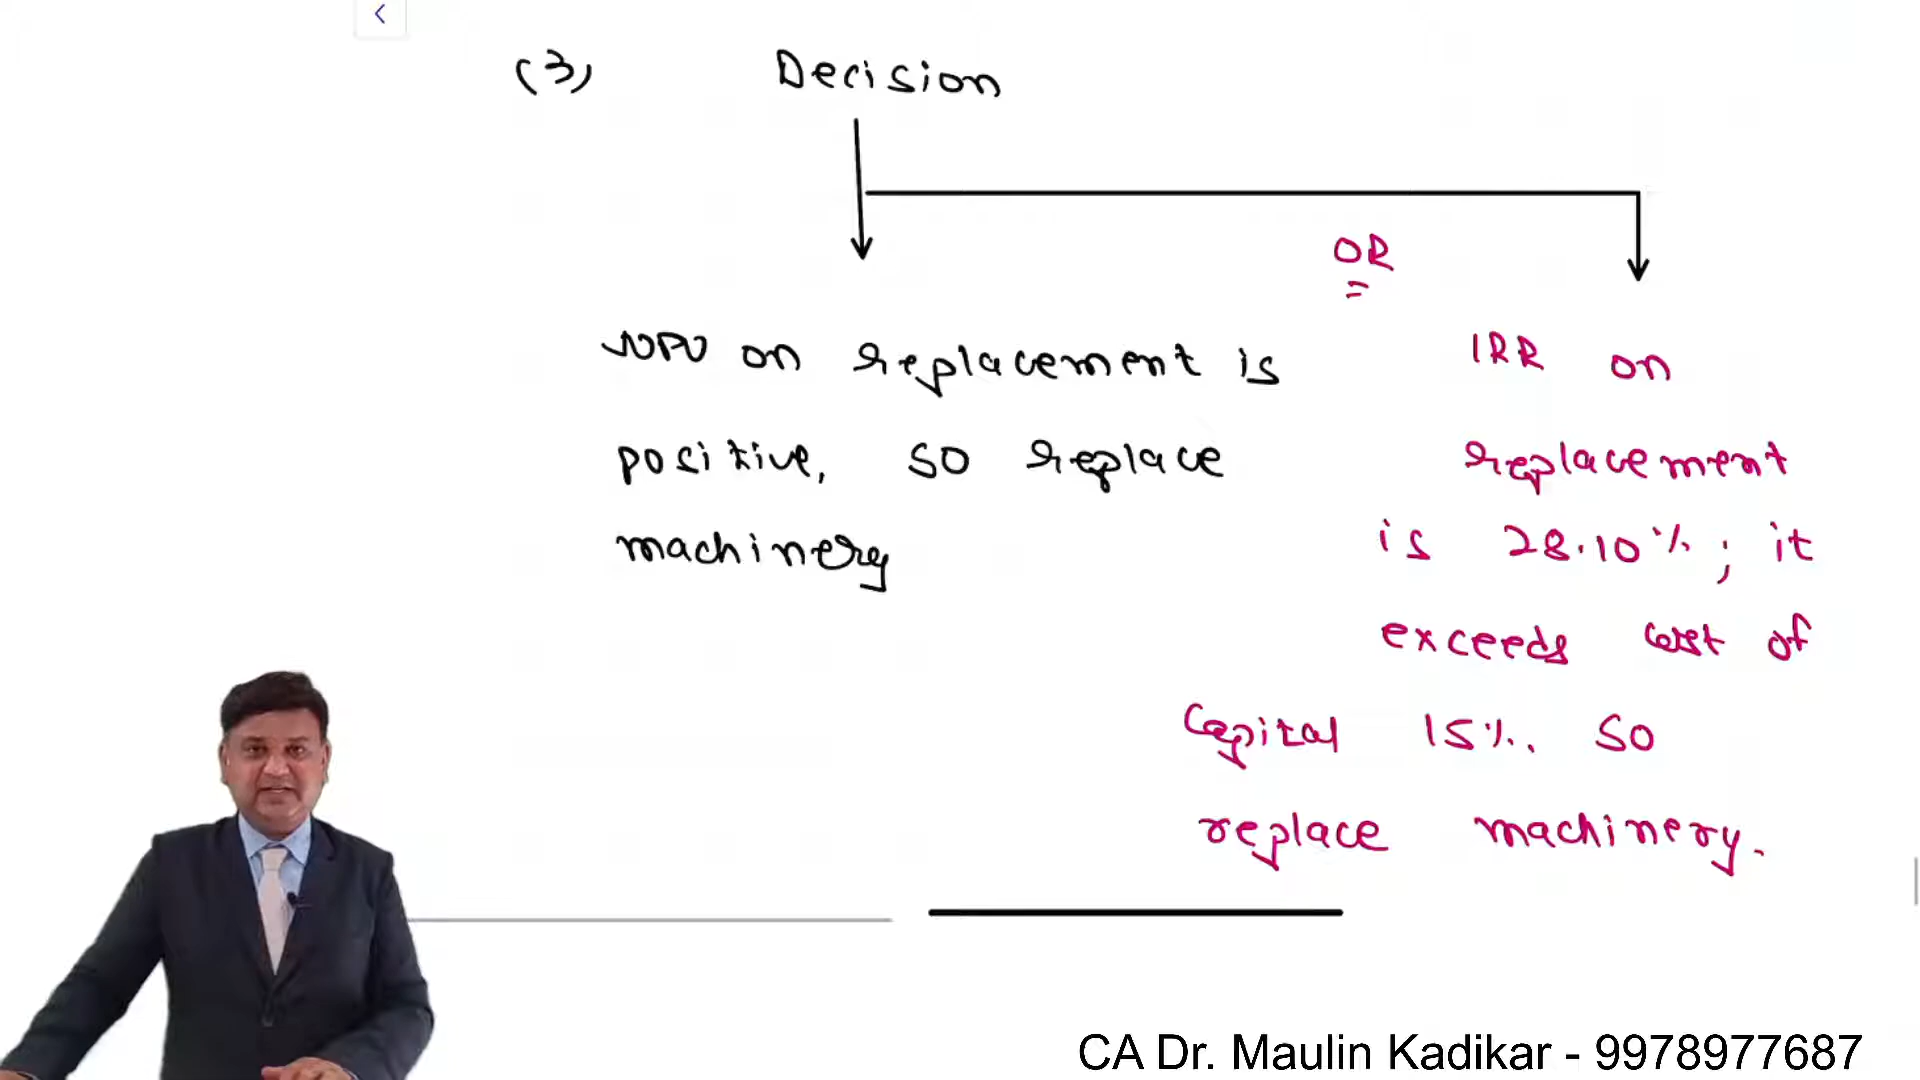 (3) Decision
OR
NPV on replacement is
positive, so replace
machinery
IRR on
replacement
is 28.10%; it
exceeds cost of
capital 15%. so
replace machinery.
CA Dr. Maulin Kadikar - 9978977687